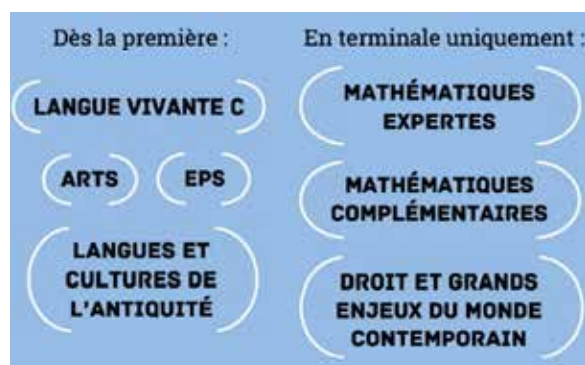 Dès la première :
LANGUE VIVANTE C
ARTS
EPS
LANGUES ET
CULTURES DE
L'ANTIQUITÉ
En terminale uniquement :
MATHÉMATIQUES
EXPERTES
MATHÉMATIQUES
COMPLÉMENTAIRES
DROIT ET GRANDS
ENJEUX DU MONDE
CONTEMPORAIN